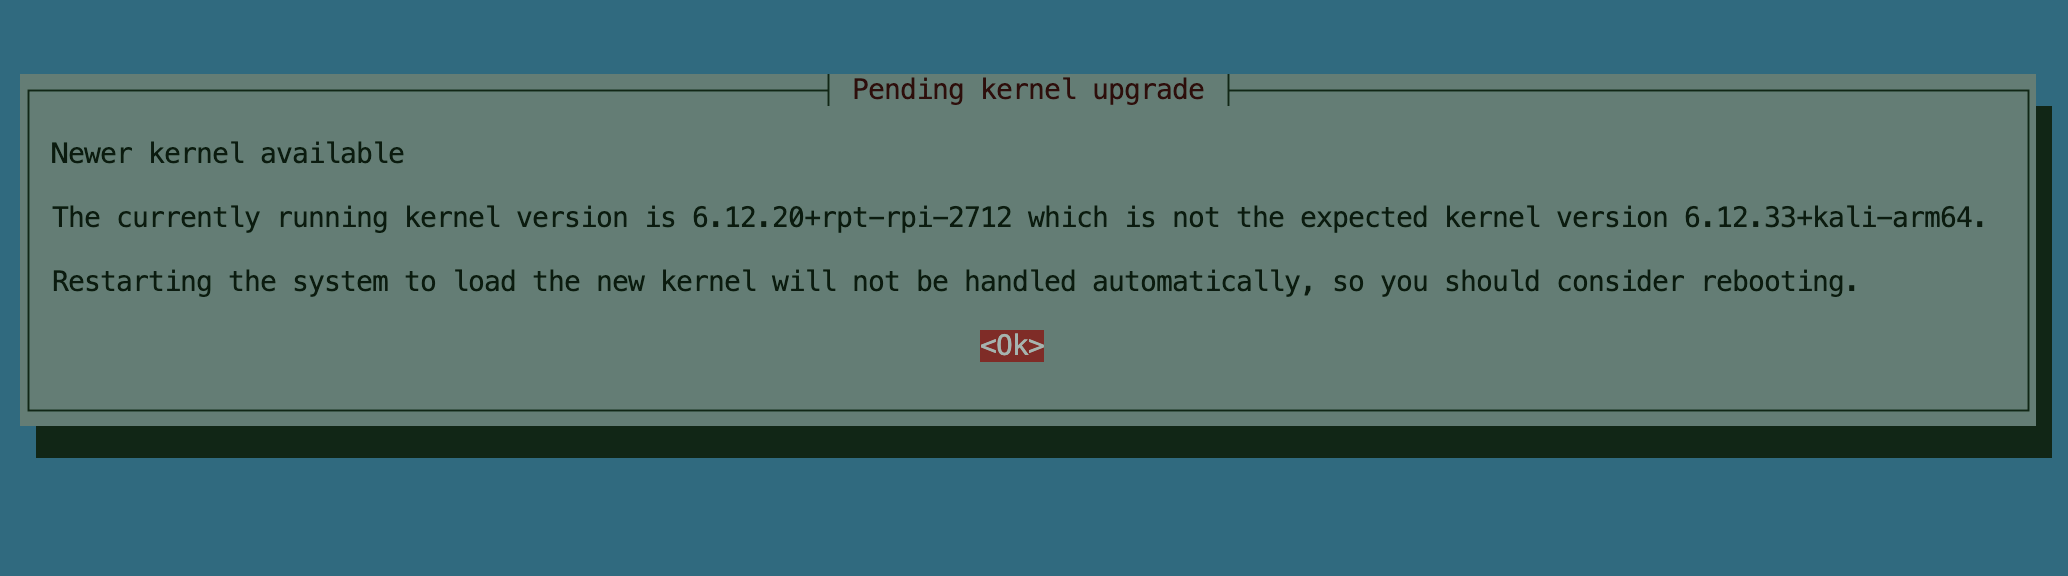 Pending kernel upgrade
Newer kernel available
The currently running kernel version is 6.12.20+rpt-rpi-2712 which is not the expected kernel version 6.12.33+kali-arm64.
Restarting the system to load the new kernel will not be handled automatically, so you should consider rebooting.
<Ok>